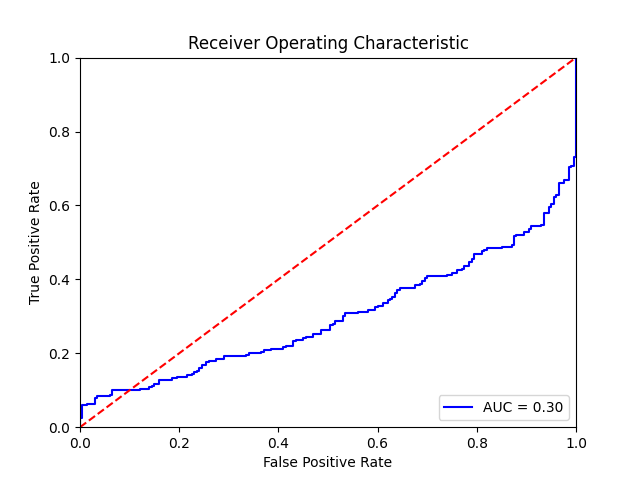 Receiver Operating Characteristic
True Positive Rate
1.0
0.8
0.6
0.4
0.2
0.0
AUC = 0.30
0.0 0.2 0.4 0.6 0.8 1.0
False Positive Rate